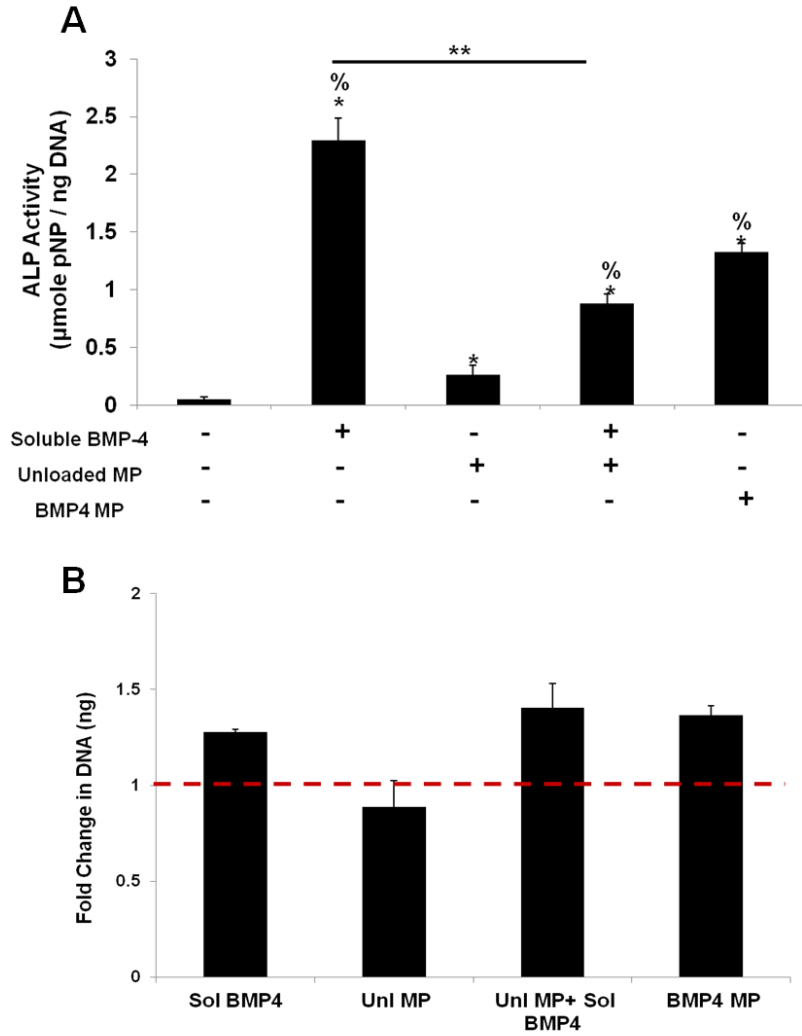 A
ALP Activity
(µmole pNP / ng DNA)
3
2.5
2
1.5
1
0.5
0
**
%
*
*
%
*
%
*
Soluble BMP-4 - + - + -
Unloaded MP - - + + -
BMP4 MP - - - - +
B
Fold Change in DNA (ng)
2
1.5
1
0.5
0
Sol BMP4
Unl MP
Unl MP+ Sol
BMP4
BMP4 MP